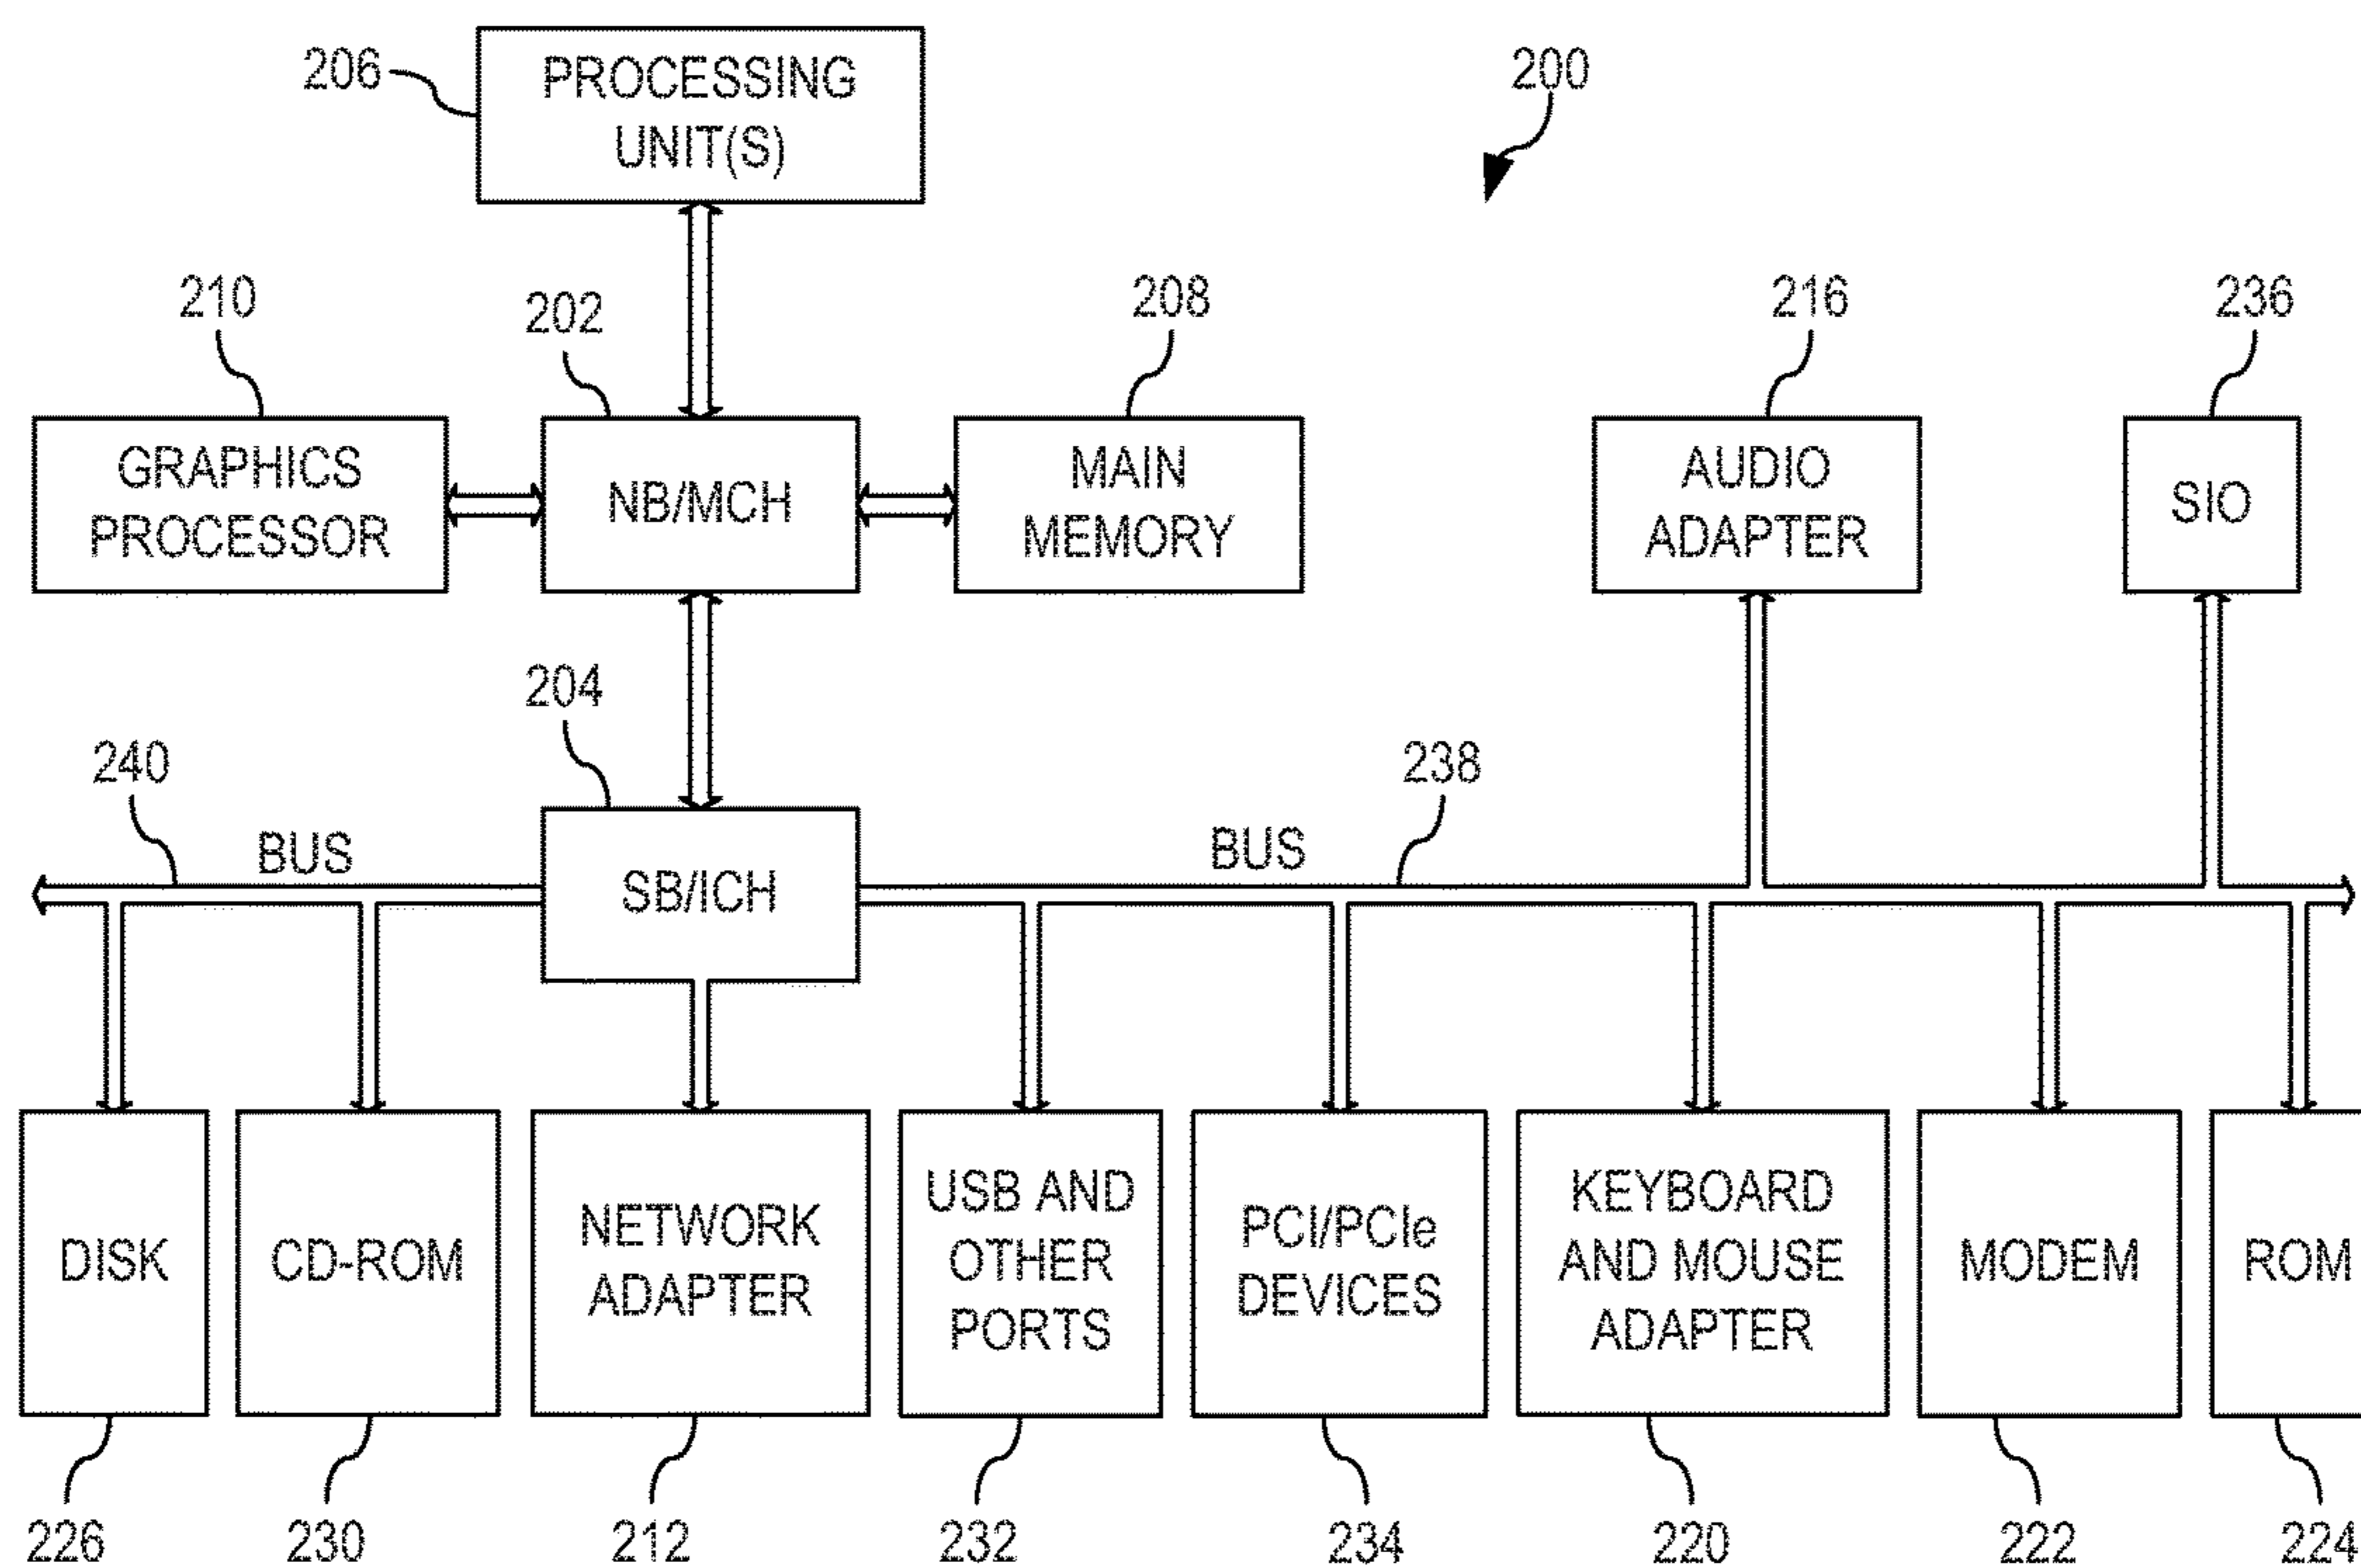 206
PROCESSING
UNIT(S)
200
210
202
208
216
236
GRAPHICS
PROCESSOR
NB/MCH
MAIN
MEMORY
AUDIO
ADAPTER
SIO
204
240
238
BUS
BUS
SB/ICH
DISK
CD-ROM
NETWORK
ADAPTER
USB AND
OTHER
PORTS
PCI/PCIe
DEVICES
KEYBOARD
AND MOUSE
ADAPTER
MODEM
ROM
226
230
212
232
234
220
222
224